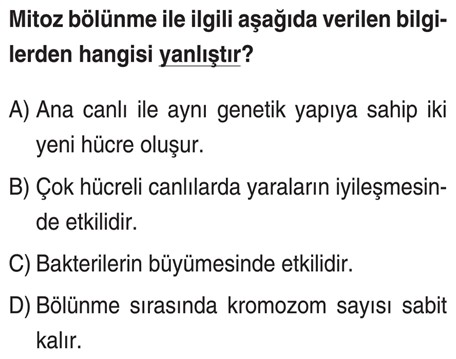 Mitoz bölünme ile ilgili aşağıda verilen bilgi-
lerden hangisi yanlıştır?
A) Ana canlı ile aynı genetik yapıya sahip iki
yeni hücre oluşur.
B) Çok hücreli canlılarda yaraların iyileşmesin-
de etkilidir.
C) Bakterilerin büyümesinde etkilidir.
D) Bölünme sırasında kromozom sayısı sabit
kalır.